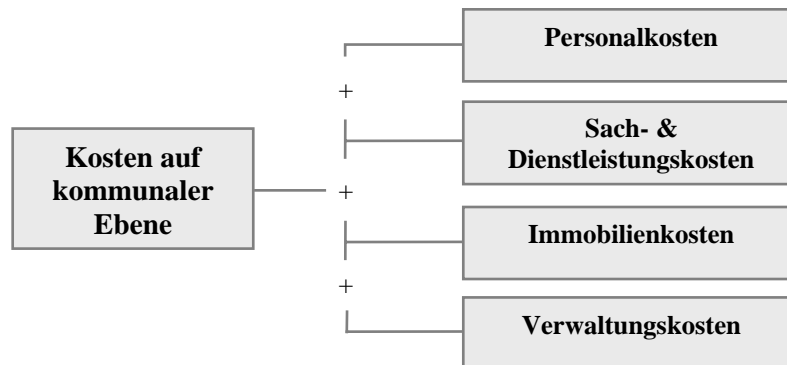 Personalkosten
+
Sach- &
Dienstleistungskosten
Kosten auf
kommunaler
Ebene
+
Immobilienkosten
+
Verwaltungskosten